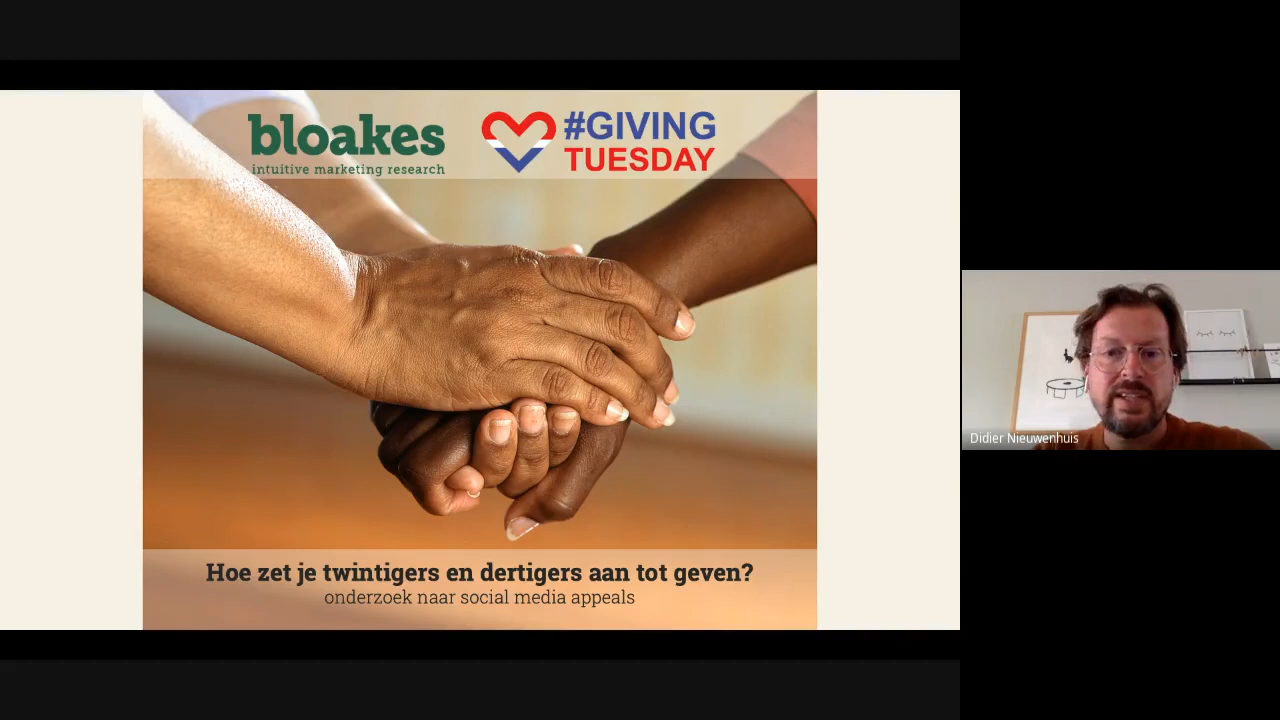 bloakes
intuitive marketing research
#GIVING
TUESDAY
Hoe zet je twintigers en dertigers aan tot geven?
onderzoek naar social media appeals
Didier Nieuwenhuis